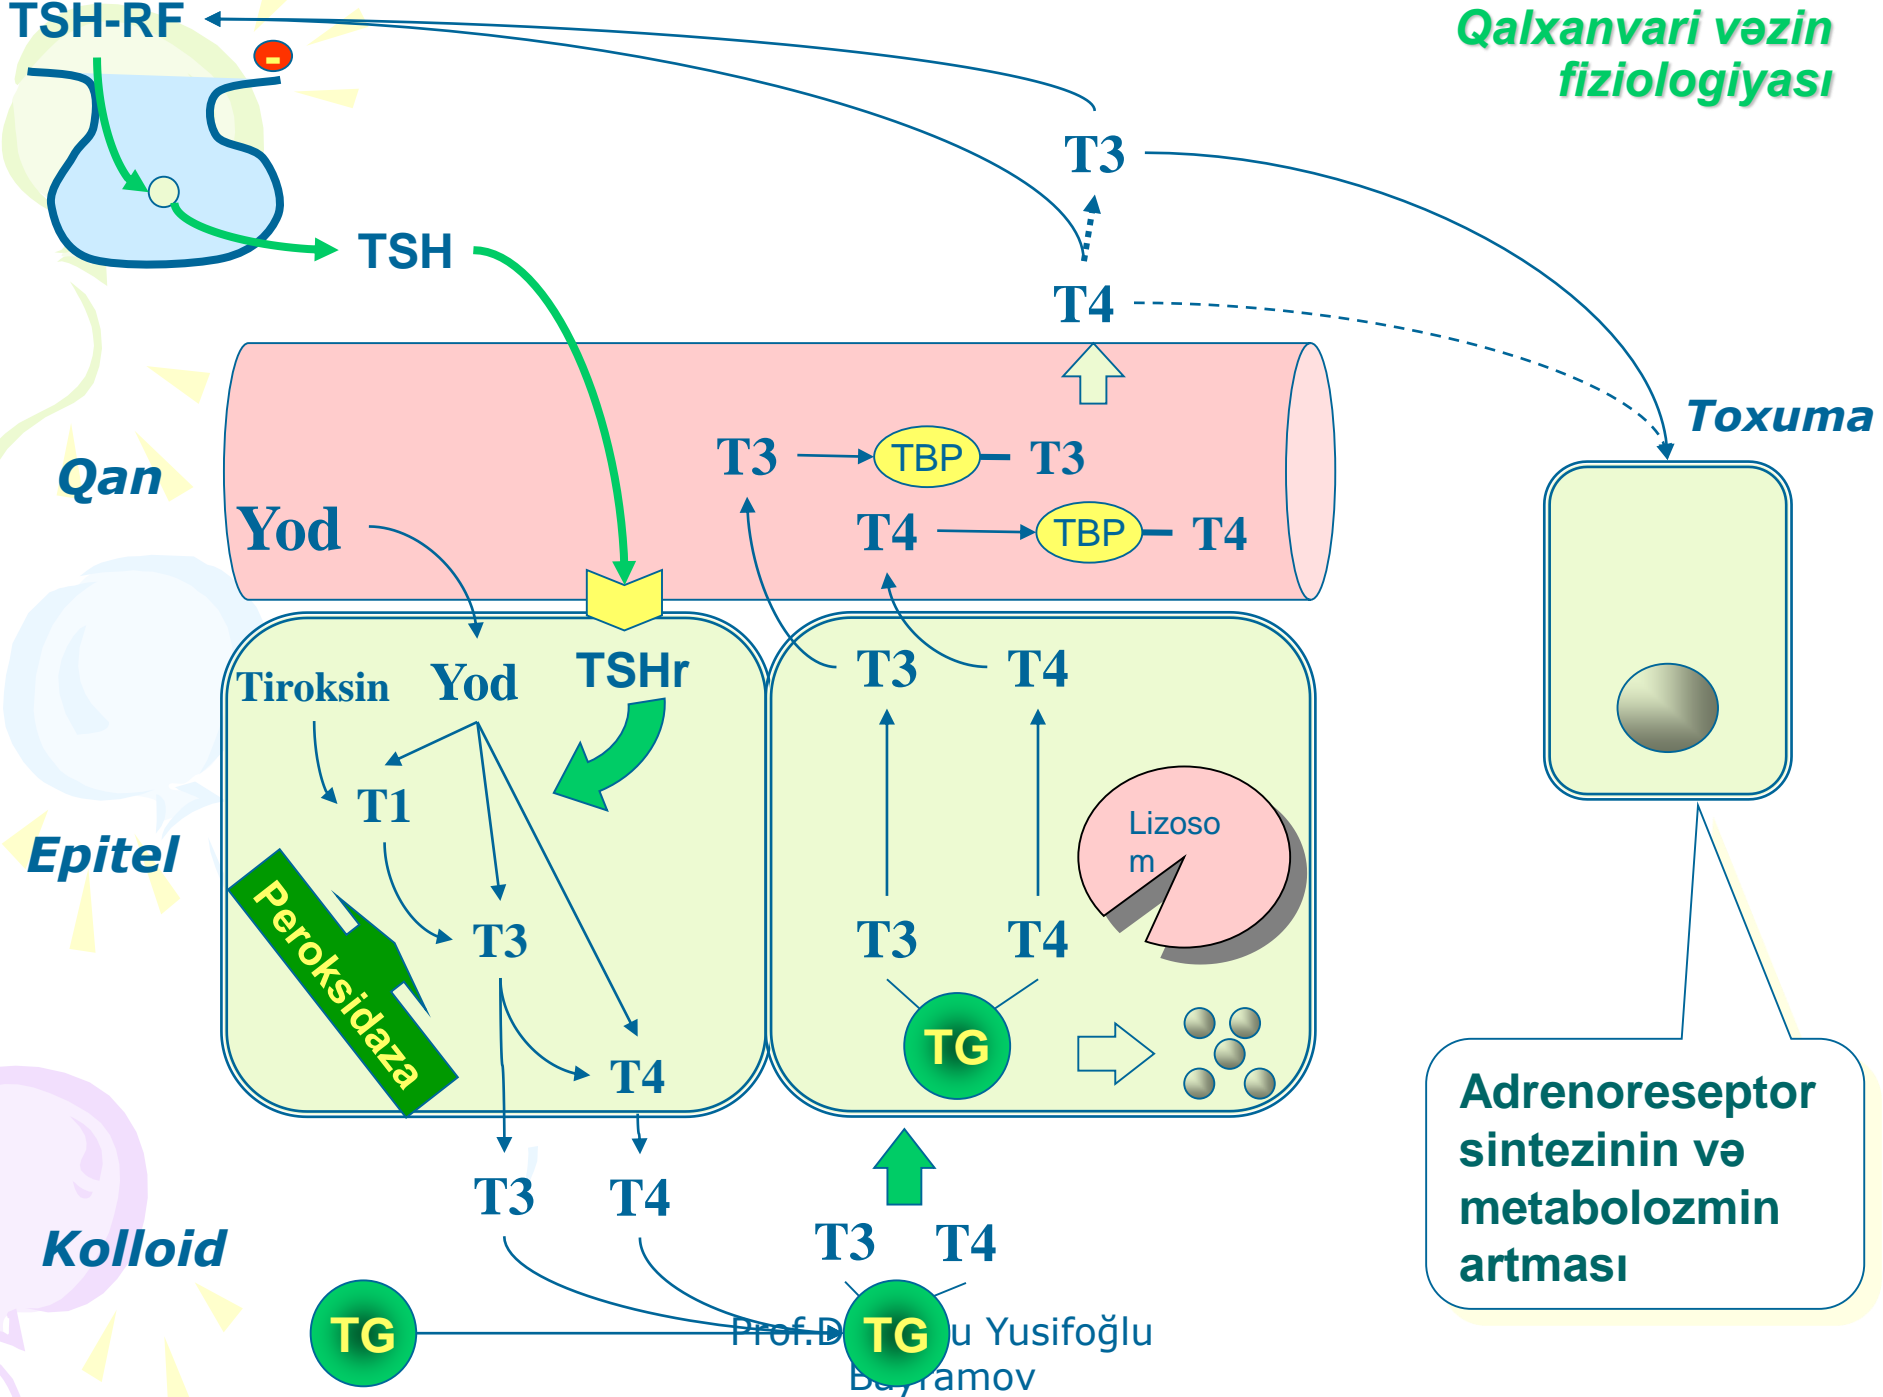 TSH-RF
Qalxanvari vəzin
fiziologiyası
-
T3
TSH
T4
Toxuma
Qan
T3
TBP
T3
Yod
T4
TBP
T4
Tiroksin
Yod
TSHr
T3
T4
T1
Lizoso
m
Epitel
Peroksidaza
T3
T3
T4
TG
T4
Adrenoreseptor
sintezinin və
metabolozmin
artması
T3
T4
Kolloid
T3
T4
TG
TG
Yusifoğlu